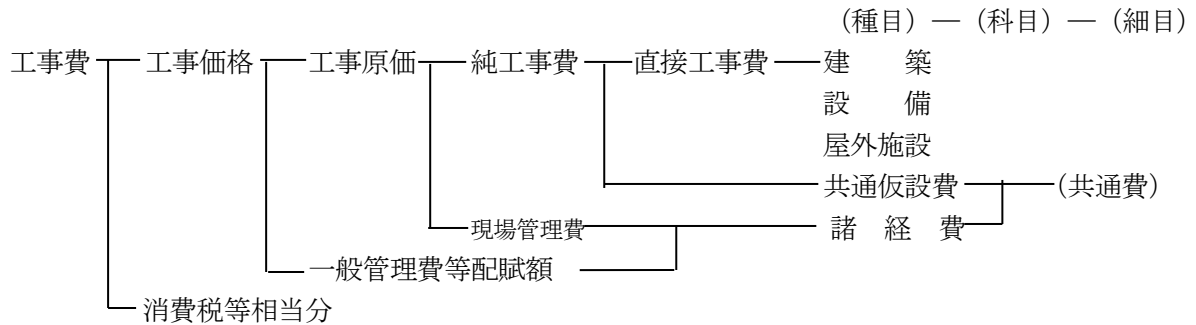 (種目) ― (科目) ― (細目)
工事費 工事価格 工事原価 純工事費 直接工事費 建　　築
設　　備
屋外施設
共通仮設費 (共通費)
現場管理費 諸　経　費
一般管理費等配賦額
消費税等相当分